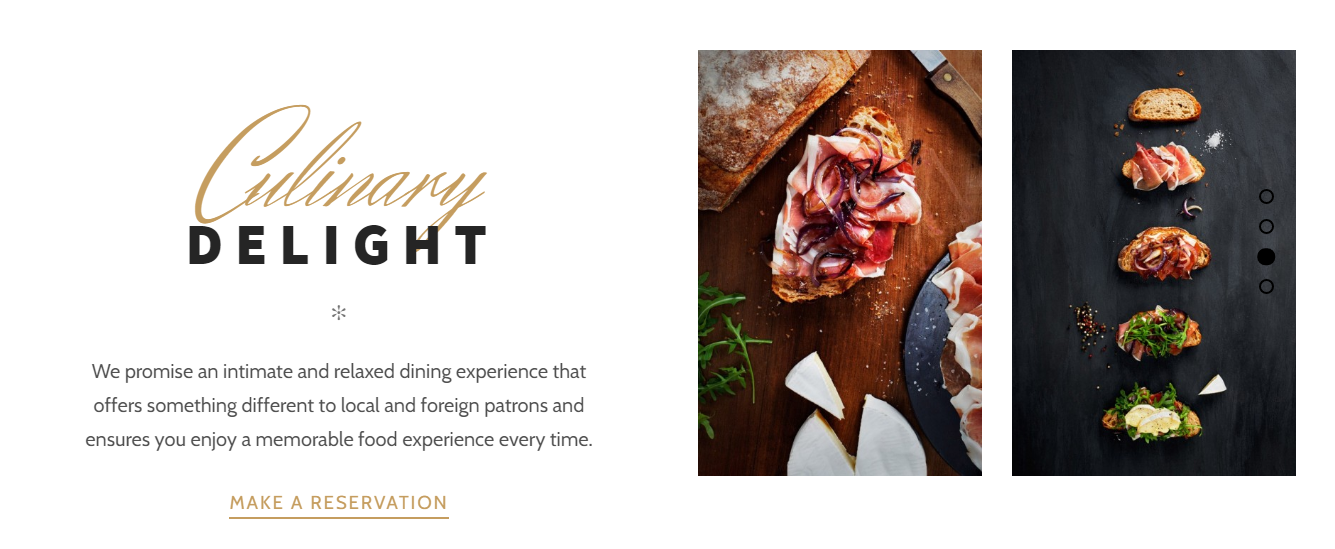 Culinary
DELIGHT
We promise an intimate and relaxed dining experience that
offers something different to local and foreign patrons and
ensures you enjoy a memorable food experience every time.
MAKE A RESERVATION